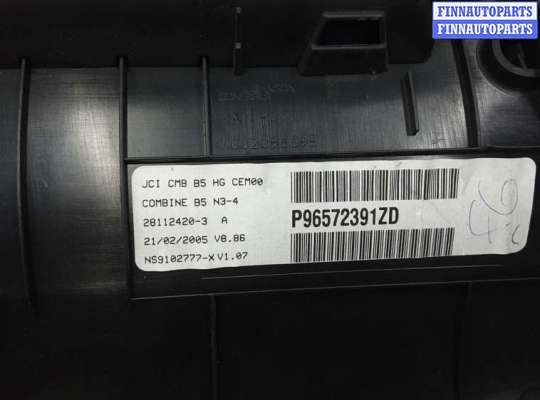 FINNAUTOPARTS
FINNAUTOPARTS
FINNAUTOPARTS
JCI CMB B5 HG CEM00
COMBINE B5 N3-4
28112420-3 A
21/02/2005 V8.86
NS9102777-X V1.07
P96572391ZD